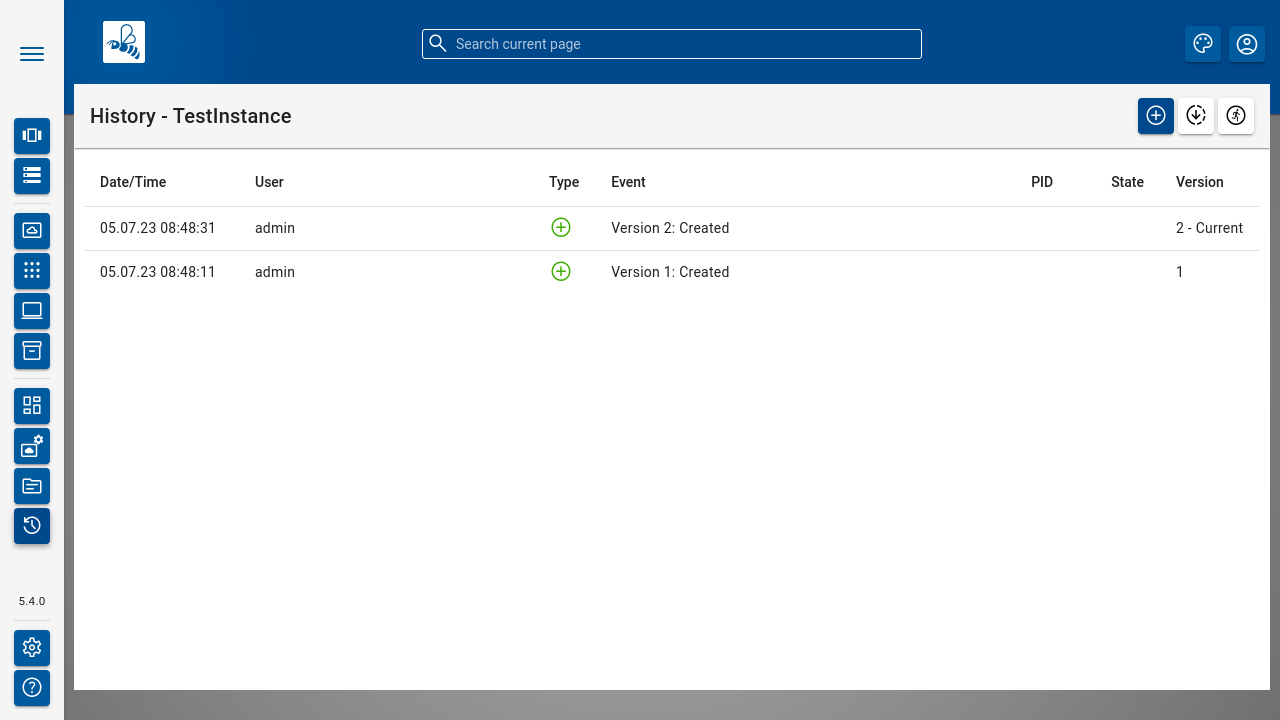 Search current page
History - TestInstance
Date/Time User Type Event PID State Version
05.07.23 08:48:31 admin Version 2: Created 2 - Current
05.07.23 08:48:11 admin Version 1: Created 1
5.4.0